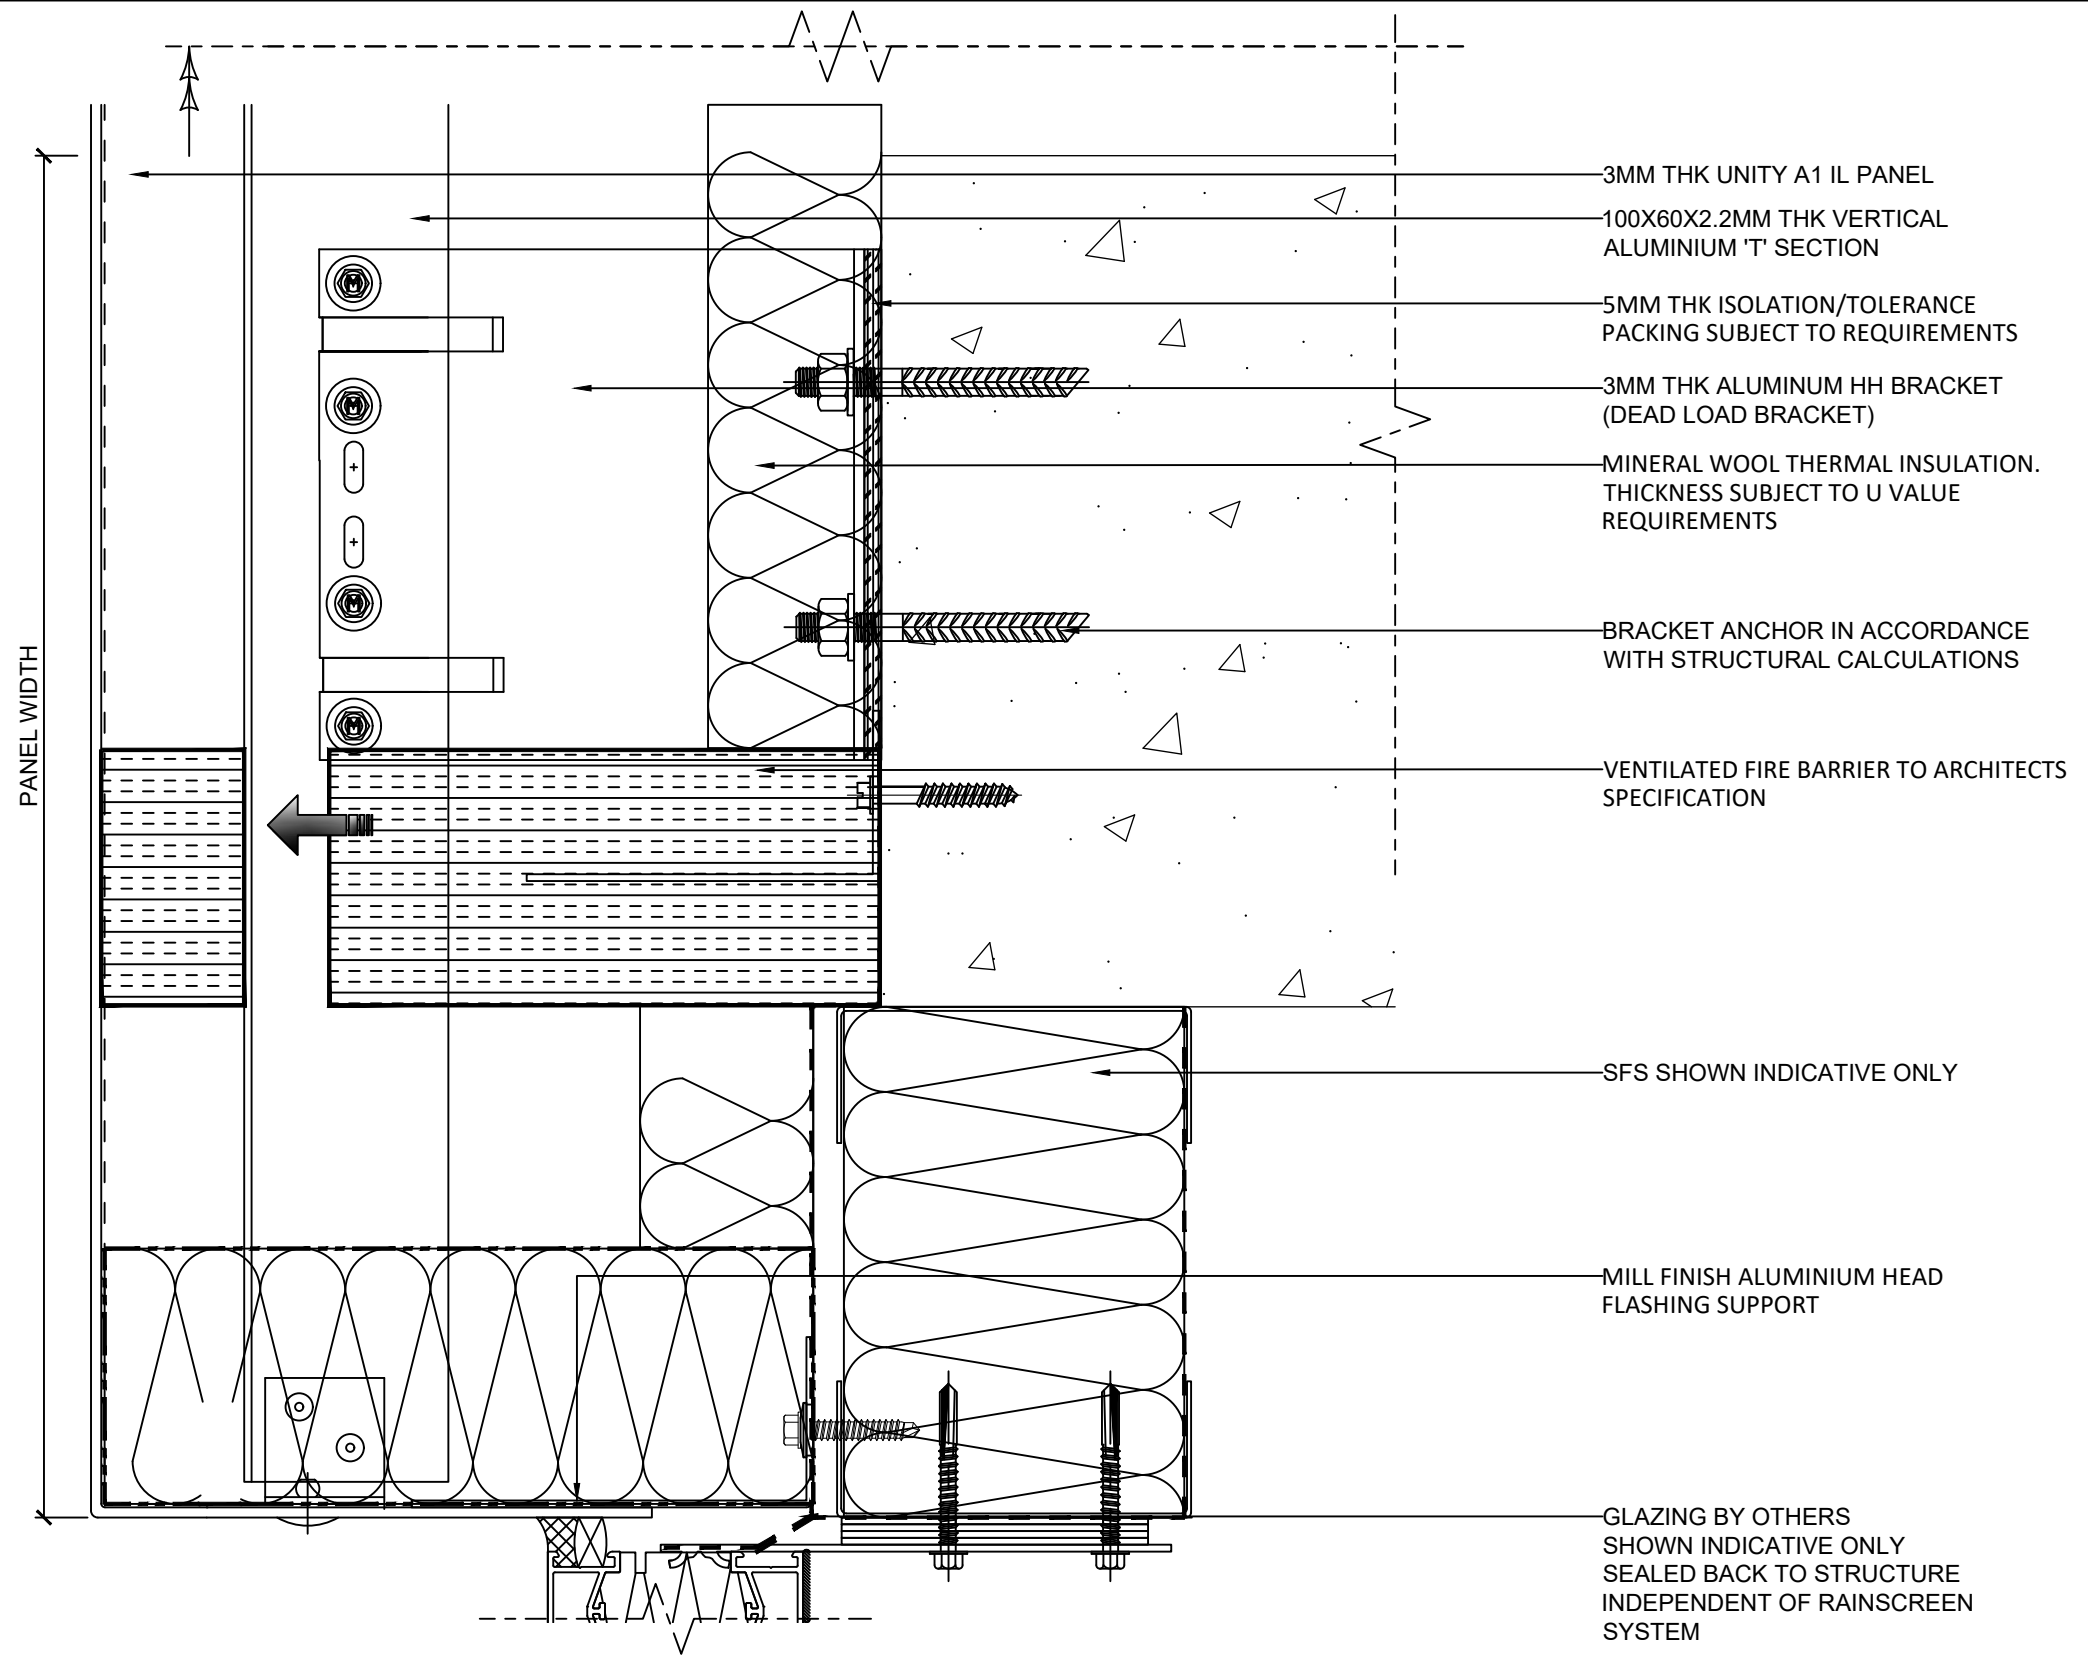 3MM THK UNITY A1 IL PANEL
100X60X2.2MM THK VERTICAL
ALUMINIUM 'T' SECTION
5MM THK ISOLATION/TOLERANCE
PACKING SUBJECT TO REQUIREMENTS
3MM THK ALUMINUM HH BRACKET
(DEAD LOAD BRACKET)
MINERAL WOOL THERMAL INSULATION.
THICKNESS SUBJECT TO U VALUE
REQUIREMENTS
BRACKET ANCHOR IN ACCORDANCE
WITH STRUCTURAL CALCULATIONS
PANEL WIDTH
VENTILATED FIRE BARRIER TO ARCHITECTS
SPECIFICATION
SFS SHOWN INDICATIVE ONLY
MILL FINISH ALUMINIUM HEAD
FLASHING SUPPORT
GLAZING BY OTHERS
SHOWN INDICATIVE ONLY
SEALED BACK TO STRUCTURE
INDEPENDENT OF RAINSCREEN
SYSTEM
M
M
M
M